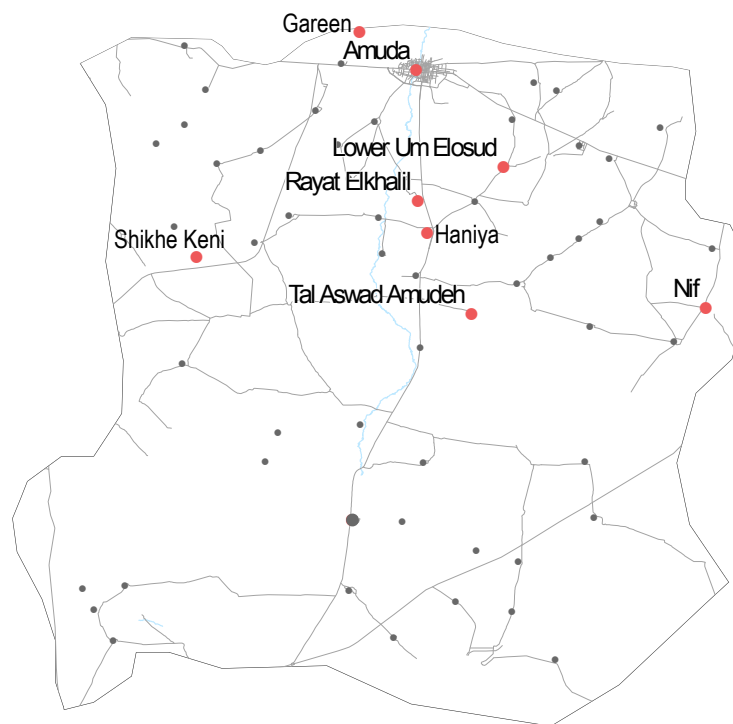 Gareen
Amuda
Lower Um Elosud
Rayat Elkhalil
Haniya
Shikhe Keni
Tal Aswad Amudeh
Nif